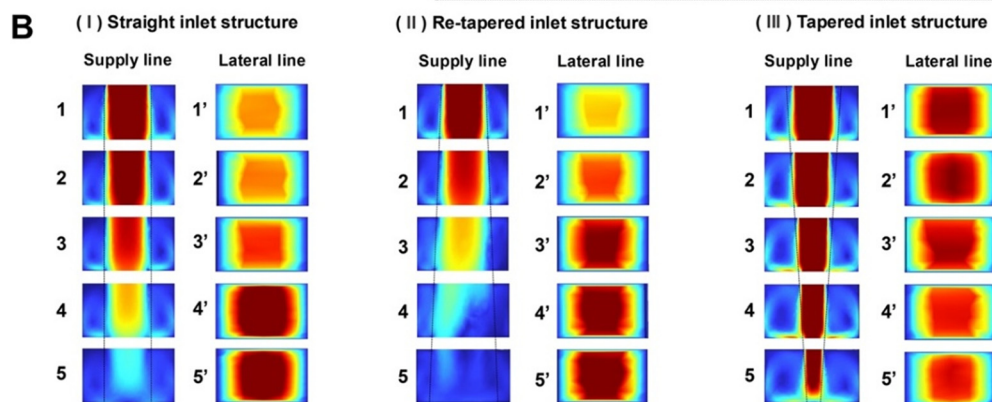 B
( I ) Straight inlet structure
Supply line Lateral line
1 1'
2 2'
3 3'
4 4'
5 5'
( II ) Re-tapered inlet structure
Supply line Lateral line
1 1'
2 2'
3 3'
4 4'
5 5'
( III ) Tapered inlet structure
Supply line Lateral line
1 1'
2 2'
3 3'
4 4'
5 5'